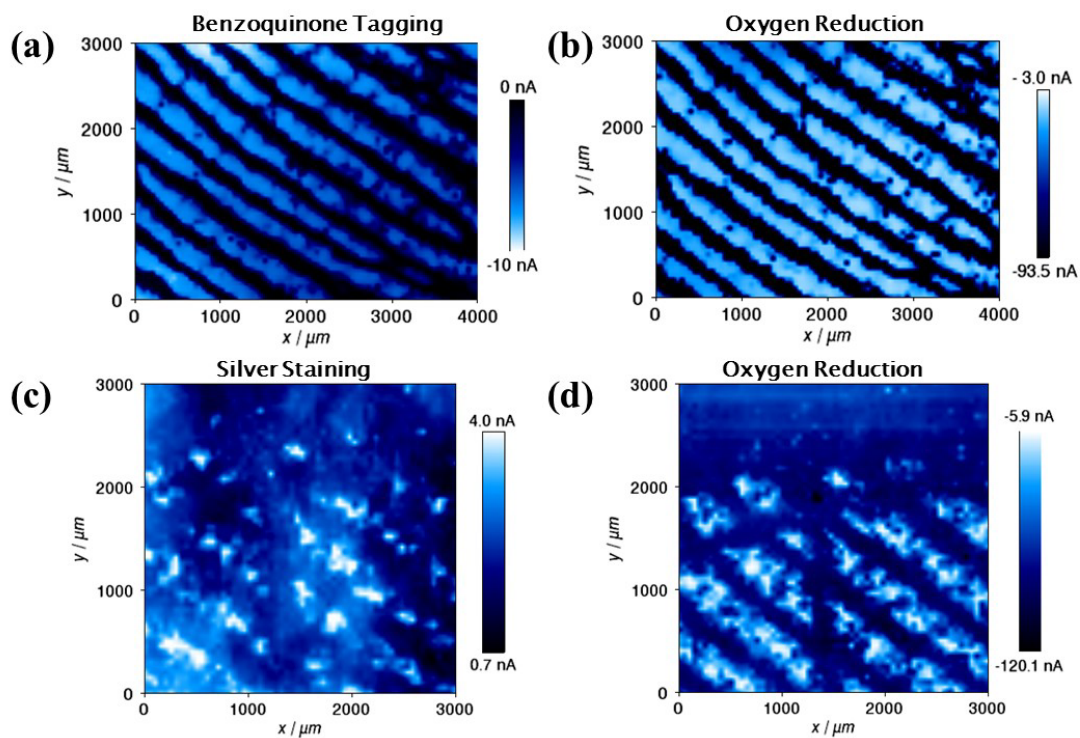 Benzoquinone Tagging
(a)
3000
2000
1000
0
y / μm
0 1000 2000 3000 4000
x / μm
0 nA
-10 nA
Oxygen Reduction
(b)
3000
2000
1000
0
y / μm
0 1000 2000 3000 4000
x / μm
- 3.0 nA
-93.5 nA
Silver Staining
(c)
3000
2000
1000
0
y / μm
0 1000 2000 3000
x / μm
4.0 nA
0.7 nA
Oxygen Reduction
(d)
3000
2000
1000
0
y / μm
0 1000 2000 3000
x / μm
-5.9 nA
-120.1 nA